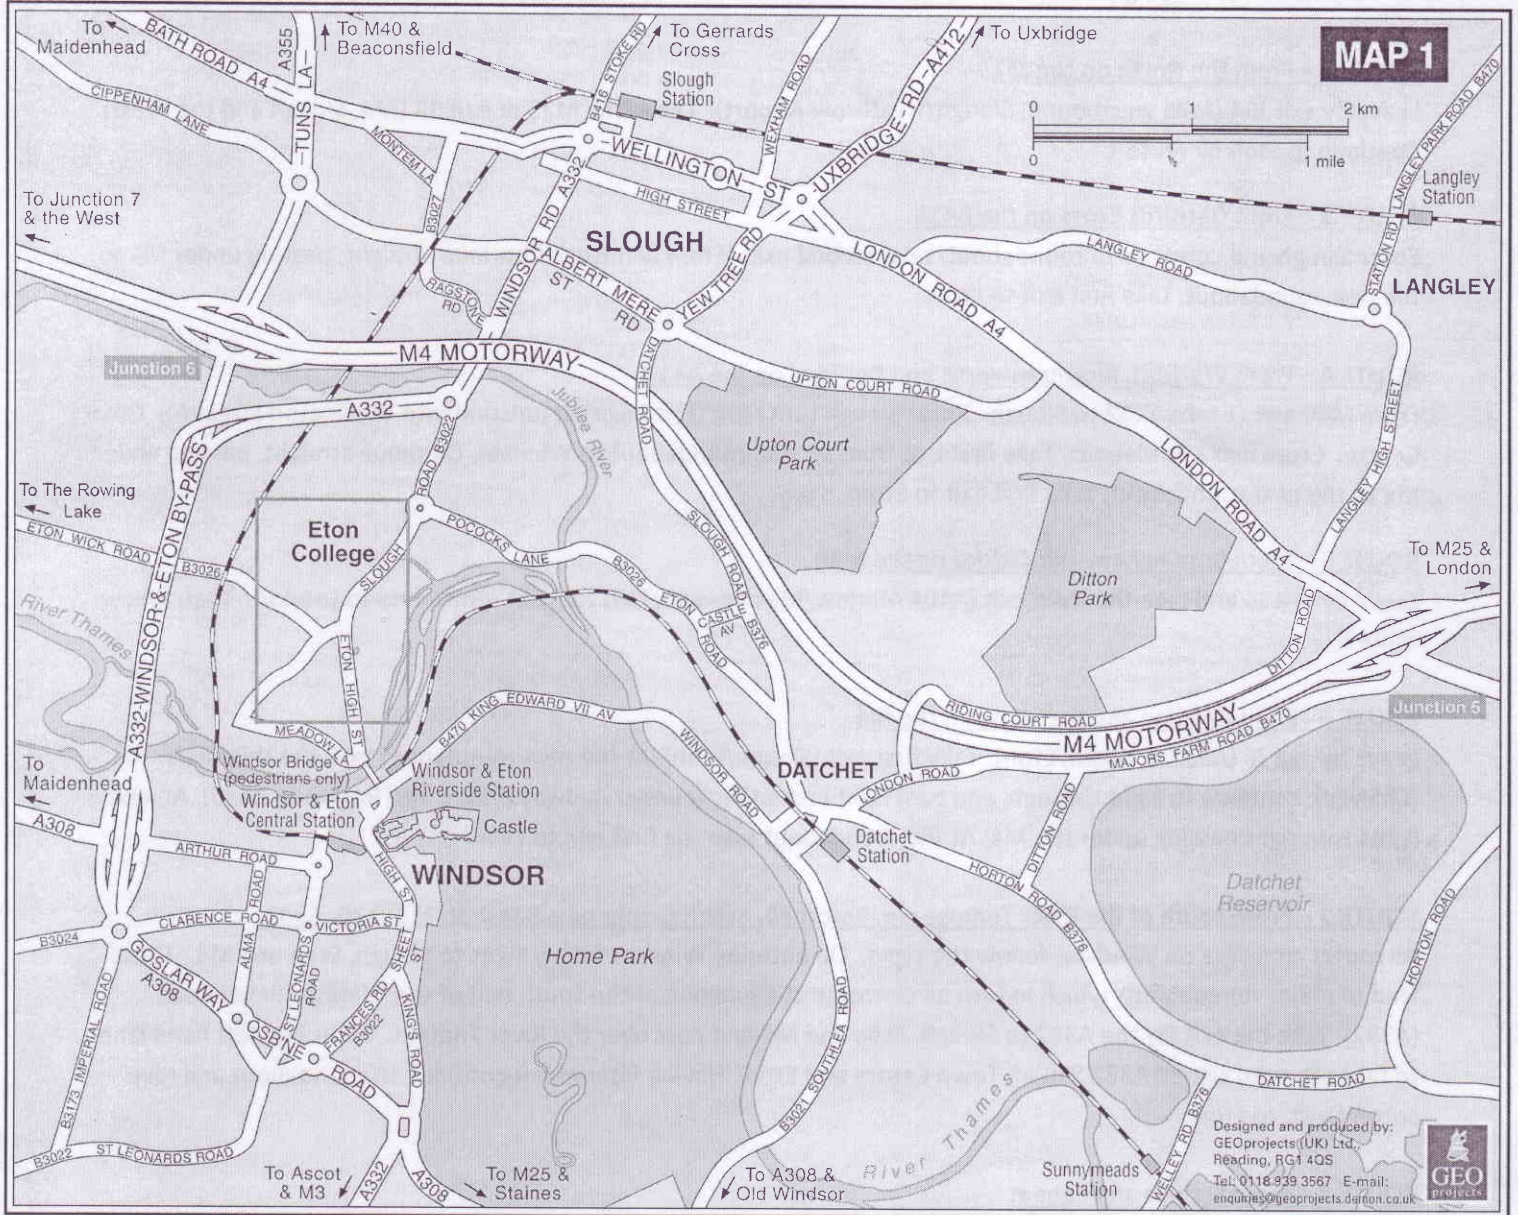 MAP 1
To
Maidenhead
BATH ROAD A4
A355
TUNS LA
To M40 &
Beaconsfield
B416 STOKE RD
To Gerrards
Cross
Slough
Station
WEXHAM ROAD
UXBRIDGE RD A412
To Uxbridge
0 1 2 km
0 ½ 1 mile
LANGLEY PARK ROAD B470
CIPPENHAM LANE
MONTEM LA
B3027
WINDSOR RD A332
WELLINGTON ST
HIGH STREET
Langley
Station
To Junction 7
& the West
SLOUGH
ALBERT
ST
MERE
RD
YEW TREE RD
LONDON ROAD A4
LANGLEY ROAD
STATION RD
LANGLEY
RAGSTONE
RD
M4 MOTORWAY
Junction 6
A332
DATCHET ROAD
UPTON COURT ROAD
Jubilee River
Upton Court
Park
LONDON ROAD A4
LANGLEY HIGH STREET
To The Rowing
Lake
ETON WICK ROAD
B3026
Eton
College
SLOUGH
ROAD B3022
POCOCKS LANE
B3026
SLOUGH ROAD
B376
ETON
ROAD
CASTLE
AV
Ditton
Park
DITTON ROAD
To M25 &
London
River Thames
A332-WINDSOR-&-ETON BY-PASS
ETON HIGH ST
MEADOW LA
B470 KING EDWARD VII AV
WINDSOR ROAD
RIDING COURT ROAD
M4 MOTORWAY
MAJORS FARM ROAD B470
Junction 5
To
Maidenhead
Windsor Bridge
(pedestrians only)
Windsor & Eton
Riverside Station
Windsor & Eton
Central Station
Castle
DATCHET
LONDON ROAD
DITTON ROAD
Datchet
Station
A308
ARTHUR ROAD
WINDSOR
HIGH ST
HORTON ROAD B376
Datchet
Reservoir
HORTON ROAD
B3024
CLARENCE ROAD
ALMA ROAD
VICTORIA ST
SHEET
ST
GOSLAR WAY
A308
ST LEONARDS
ROAD
OSB'NE ROAD
FRANCES RD
B3022
KING'S ROAD
Home Park
B3173 IMPERIAL ROAD
B3022
ST LEONARDS ROAD
To Ascot
& M3
A332
A308
To M25 &
Staines
B3021 SOUTHLEA ROAD
To A308 &
Old Windsor
River Thames
Sunnymeads
Station
WELLEY RD B376
DATCHET ROAD
Designed and produced by:
GEOprojects (UK) Ltd.,
Reading, RG1 4QS
Tel: 0118 939 3567 E-mail:
enquiries@geoprojects.demon.co.uk
GEO
projects